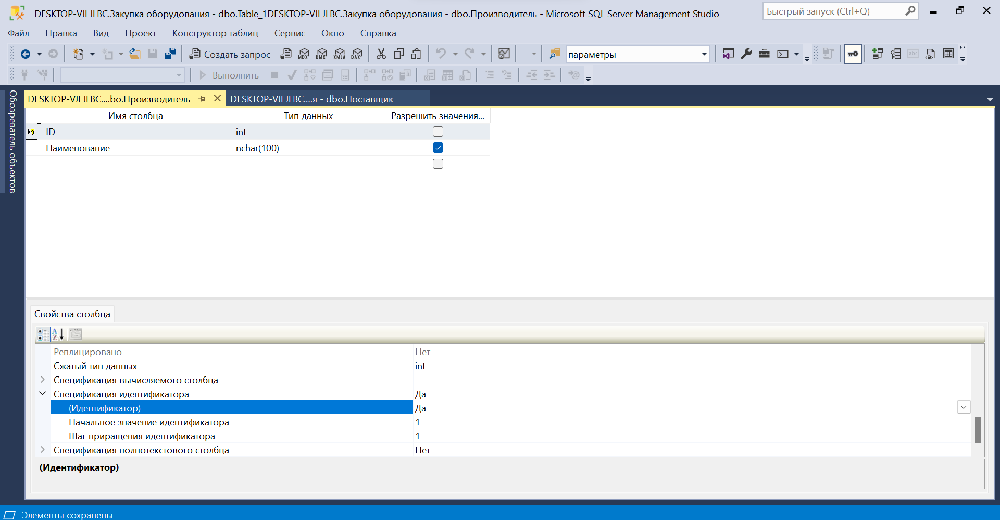 DESKTOP-VJLJLBC.Закупка оборудования - dbo.Table_1DESKTOP-VJLJLBC.Закупка оборудования - dbo.Производитель - Microsoft SQL Server Management Studio
Быстрый запуск (Ctrl+Q)
Файл Правка Вид Проект Конструктор таблиц Сервис Окно Справка
Создать запрос MDX DMX XMLA DAX параметры abc
Выполнить
Обозреватель объектов
DESKTOP-VJLJLBC....bo.Производитель DESKTOP-VJLJLBC....я - dbo.Поставщик
Имя столбца Тип данных Разрешить значения...
ID int
Наименование nchar(100)
Свойства столбца
Реплицировано Нет
Сжатый тип данных int
Спецификация вычисляемого столбца
Спецификация идентификатора Да
(Идентификатор) Да
Начальное значение идентификатора 1
Шаг приращения идентификатора 1
Спецификация полнотекстового столбца Нет
(Идентификатор)
Элементы сохранены